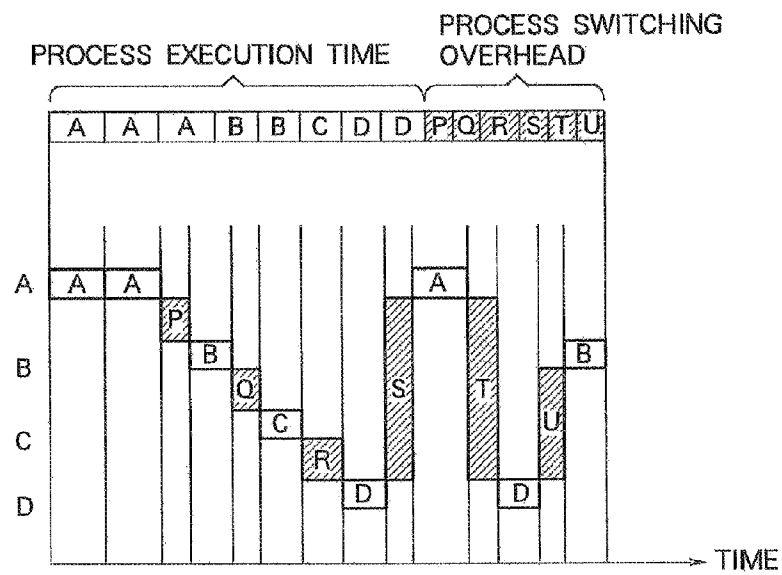 PROCESS EXECUTION TIME
PROCESS SWITCHING
OVERHEAD
A A A B B C D D P Q R S T U
A A A A
P
B B B
Q S T
C U
C R
D D D
TIME